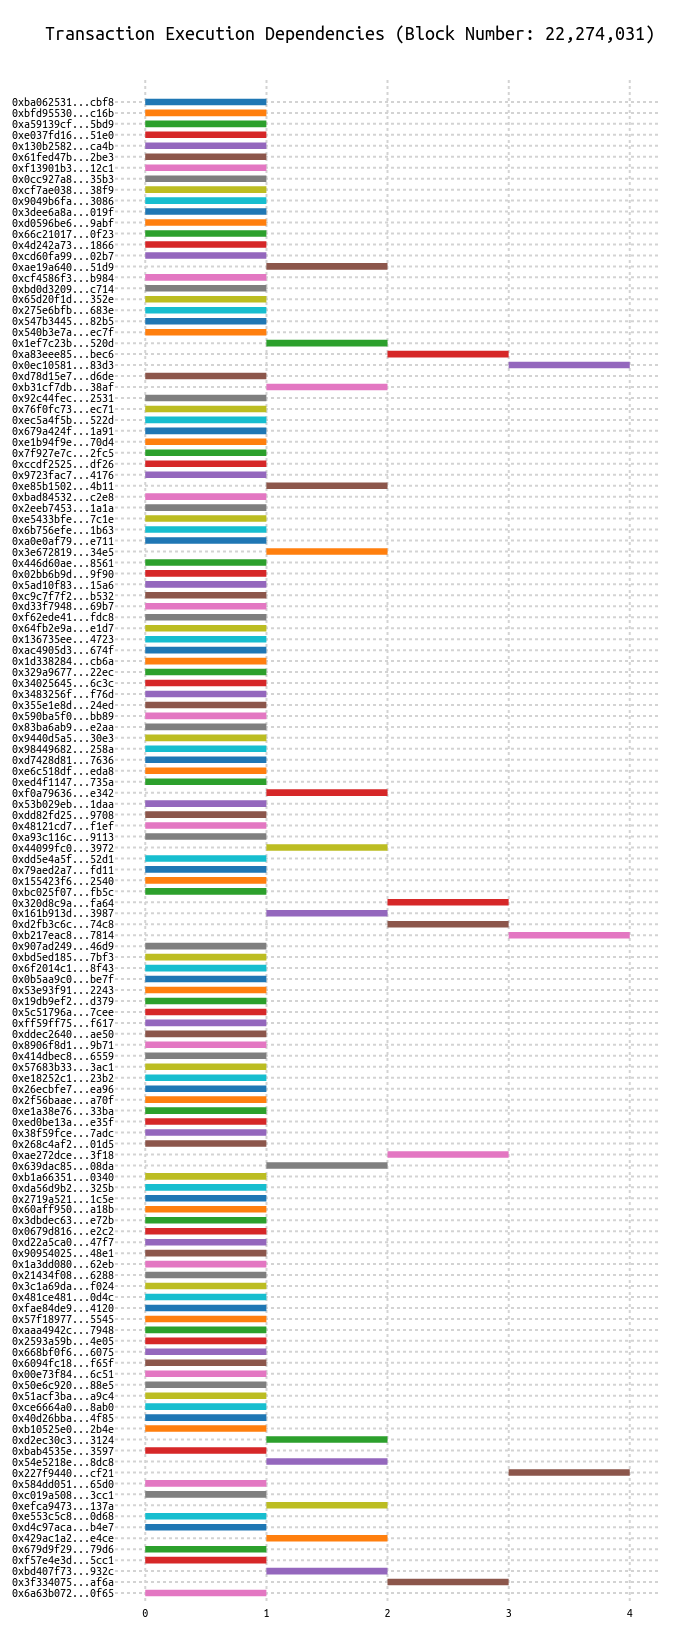 Transaction Execution Dependencies (Block Number: 22,274,031)
0xba062531...cbf8
0xbfd95530...c16b
0xa59139cf...5bd9
0xe037fd16...51e0
0x130b2582...ca4b
0x61fed47b...2be3
0xf13901b3...12c1
0x0cc927a8...35b3
0xcf7ae038...38f9
0x9049b6fa...3086
0x3dee6a8a...019f
0xd0596be6...9abf
0x66c21017...0f23
0x4d242a73...1866
0xcd60fa99...02b7
0xae19a640...51d9
0xcf4586f3...b984
0xbd0d3209...c714
0x65d20f1d...352e
0x275e6bfb...683e
0x547b3445...82b5
0x540b3e7a...ec7f
0x1ef7c23b...520d
0xa83eee85...bec6
0x0ec10581...83d3
0xd78d15e7...d6de
0xb31cf7db...38af
0x92c44fec...2531
0x76f0fc73...ec71
0xec5a4f5b...522d
0x679a424f...1a91
0xe1b94f9e...70d4
0x7f927e7c...2fc5
0xccdf2525...df26
0x9723fac7...4176
0xe85b1502...4b11
0xbad84532...c2e8
0x2eeb7453...1a1a
0xe5433bfe...7c1e
0x6b756efe...1b63
0xa0e0af79...e711
0x3e672819...34e5
0x446d60ae...8561
0x02bb6b9d...9f90
0x5ad10f83...15a6
0xc9c7f7f2...b532
0xd33f7948...69b7
0xf62ede41...fdc8
0x64fb2e9a...e1d7
0x136735ee...4723
0xac4905d3...674f
0x1d338284...cb6a
0x329a9677...22ec
0x34025645...6c3c
0x3483256f...f76d
0x355e1e8d...24ed
0x590ba5f0...bb89
0x83ba6ab9...e2aa
0x9440d5a5...30e3
0x98449682...258a
0xd7428d81...7636
0xe6c518df...eda8
0xed4f1147...735a
0xf0a79636...e342
0x53b029eb...1daa
0xdd82fd25...9708
0x48121cd7...f1ef
0xa93c116c...9113
0x44099fc0...3972
0xdd5e4a5f...52d1
0x79aed2a7...fd11
0x155423f6...2540
0xbc025f07...fb5c
0x320d8c9a...fa64
0x161b913d...3987
0xd2fb3c6c...74c8
0xb217eac8...7814
0x907ad249...46d9
0xbd5ed185...7bf3
0x6f2014c1...8f43
0x0b5aa9c0...be7f
0x53e93f91...2243
0x19db9ef2...d379
0x5c51796a...7cee
0xff59ff75...f617
0xddec2640...ae50
0x8906f8d1...9b71
0x414dbec8...6559
0x57683b33...3ac1
0xe18252c1...23b2
0x26ecbfe7...ea96
0x2f56baae...a70f
0xe1a38e76...33ba
0xed0be13a...e35f
0x38f59fce...7adc
0x268c4af2...01d5
0xae272dce...3f18
0x639dac85...08da
0xb1a66351...0340
0xda56d9b2...325b
0x2719a521...1c5e
0x60aff950...a18b
0x3dbdec63...e72b
0x0679d816...e2c2
0xd22a5ca0...47f7
0x90954025...48e1
0x1a3dd080...62eb
0x21434f08...6288
0x3c1a69da...f024
0x481ce481...0d4c
0xfae84de9...4120
0x57f18977...5545
0xaaa4942c...7948
0x2593a59b...4e05
0x668bf0f6...6075
0x6094fc18...f65f
0x00e73f84...6c51
0x50e6c920...88e5
0x51acf3ba...a9c4
0xce6664a0...8ab0
0x40d26bba...4f85
0xb10525e0...2b4e
0xd2ec30c3...3124
0xbab4535e...3597
0x54e5218e...8dc8
0x227f9440...cf21
0x584dd051...65d0
0xc019a508...3cc1
0xefca9473...137a
0xe553c5c8...0d68
0xd4c97aca...b4e7
0x429ac1a2...e4ce
0x679d9f29...79d6
0xf57e4e3d...5cc1
0xbd407f73...932c
0x3f334075...af6a
0x6a63b072...0f65
0 1 2 3 4